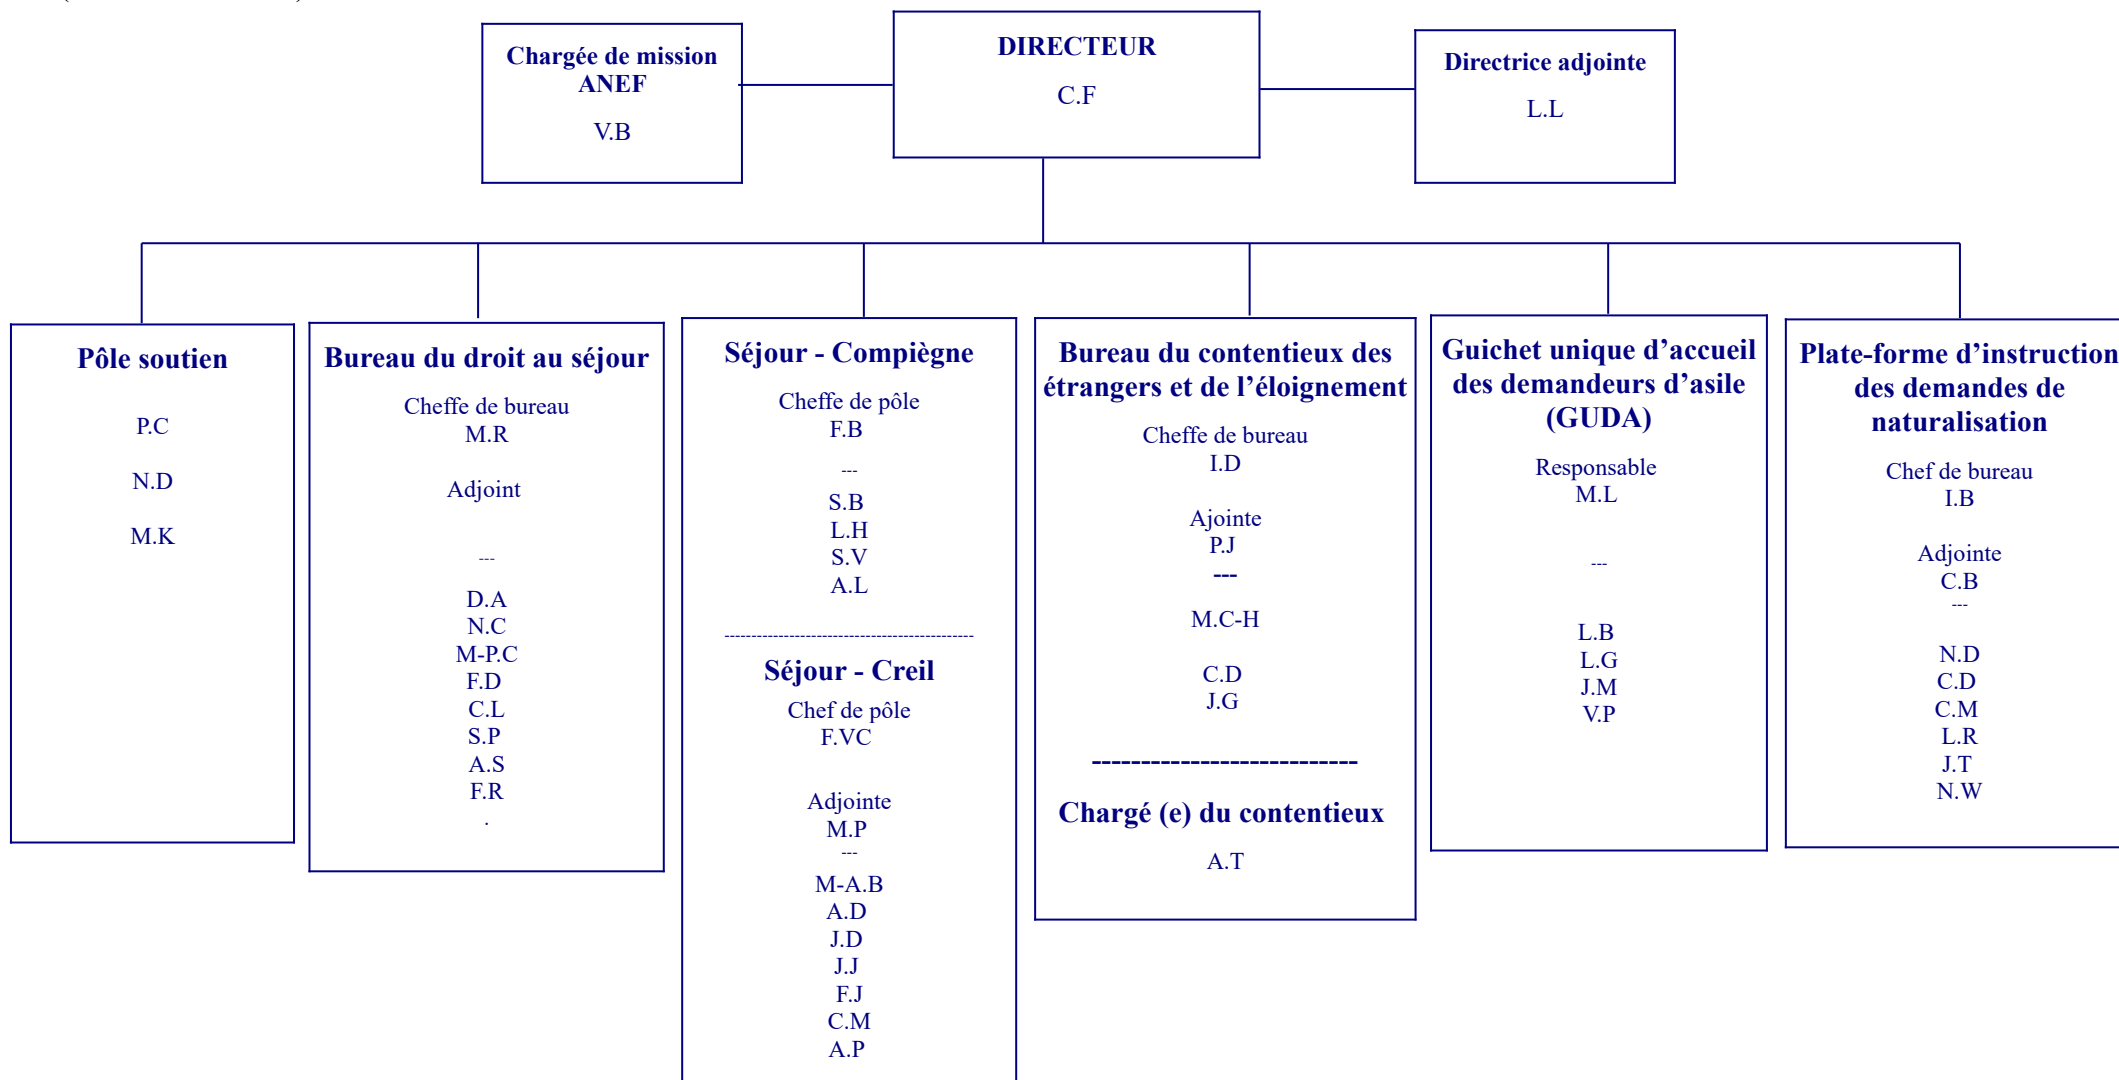 Chargée de mission
ANEF
V.B
DIRECTEUR
C.F
Directrice adjointe
L.L
Pôle soutien
P.C
N.D
M.K
Bureau du droit au séjour
Cheffe de bureau
M.R
Adjoint
---
D.A
N.C
M-P.C
F.D
C.L
S.P
A.S
F.R
.
Séjour - Compiègne
Cheffe de pôle
F.B
---
S.B
L.H
S.V
A.L
----------------------------------------------
Séjour - Creil
Chef de pôle
F.VC
Adjointe
M.P
---
M-A.B
A.D
J.D
J.J
F.J
C.M
A.P
Bureau du contentieux des
étrangers et de l’éloignement
Cheffe de bureau
I.D
Ajointe
P.J
---
M.C-H
C.D
J.G
---------------------------
Chargé (e) du contentieux
A.T
Guichet unique d’accueil
des demandeurs d’asile
(GUDA)
Responsable
M.L
---
L.B
L.G
J.M
V.P
Plate-forme d’instruction
des demandes de
naturalisation
Chef de bureau
I.B
Adjointe
C.B
---
N.D
C.D
C.M
L.R
J.T
N.W